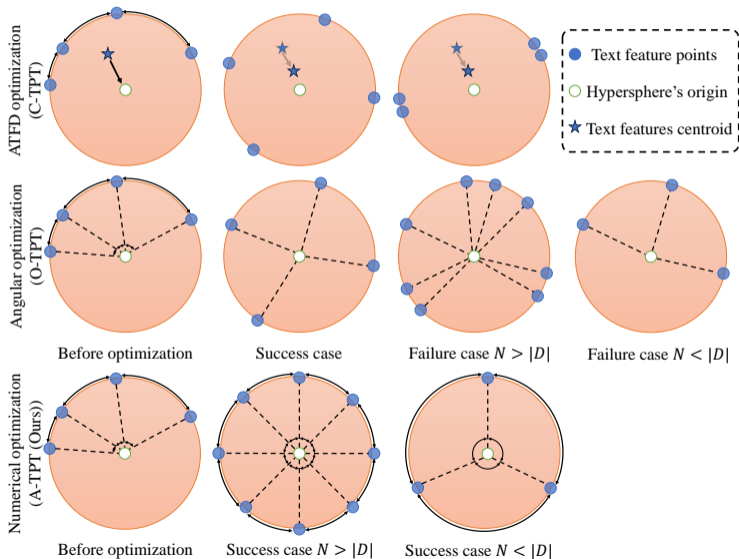 ATFD optimization
(C-TPT)
Text feature points
Hypersphere's origin
Text features centroid
Angular optimization
(O-TPT)
Before optimization
Success case
Failure case N > |D|
Failure case N < |D|
Numerical optimization
(A-TPT (Ours))
Before optimization
Success case N > |D|
Success case N < |D|